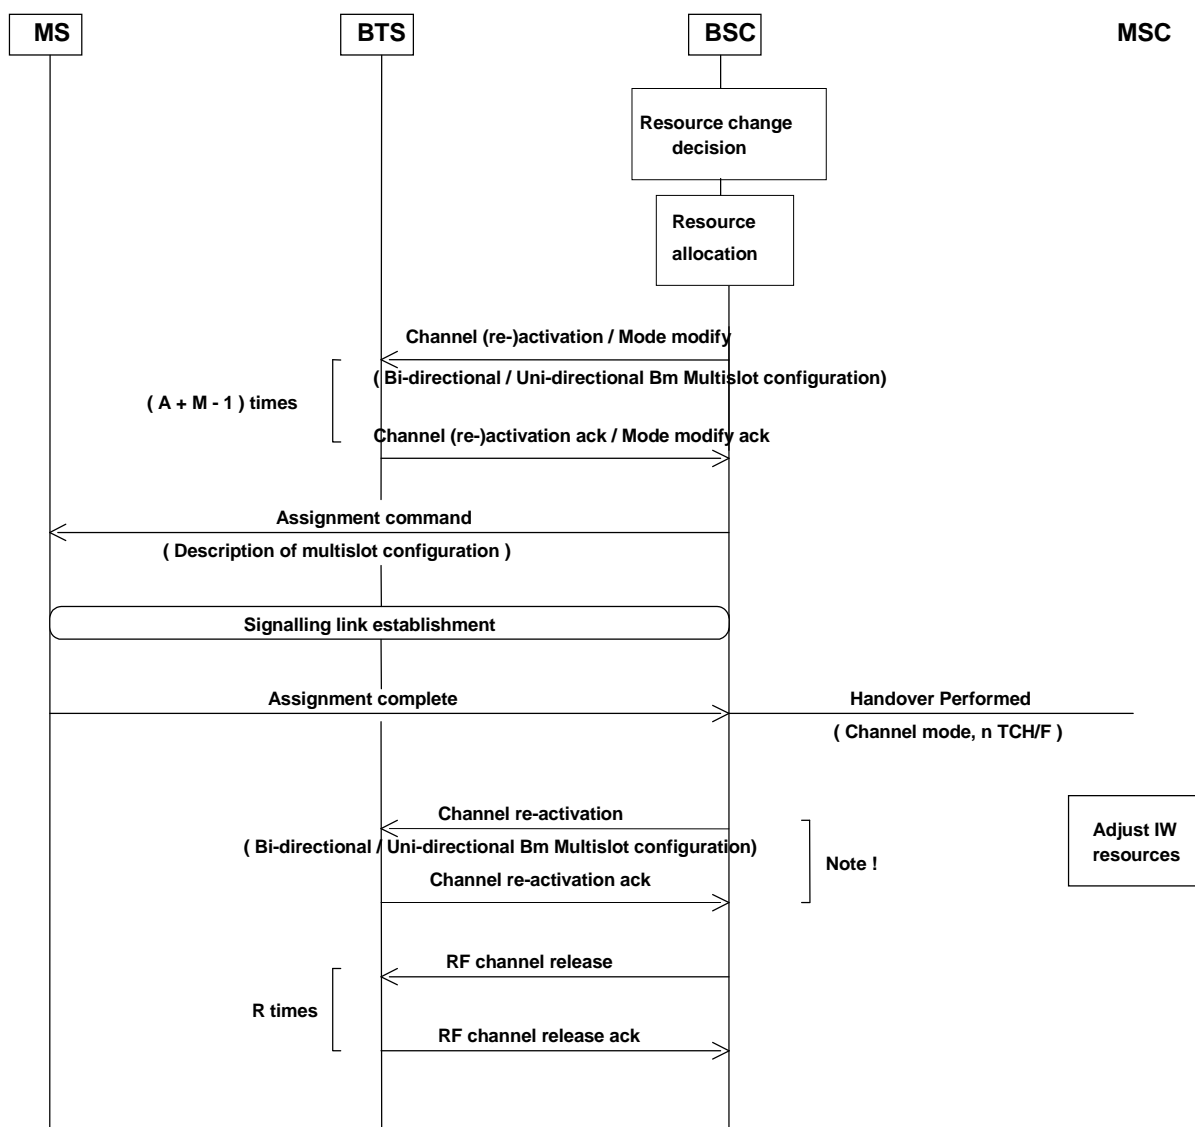 MS
BTS
BSC
MSC
Resource change
decision
Resource
allocation
Channel (re-)activation / Mode modify
( Bi-directional / Uni-directional Bm Multislot configuration)
( A + M - 1 ) times
Channel (re-)activation ack / Mode modify ack
Assignment command
( Description of multislot configuration )
Signalling link establishment
Assignment complete
Handover Performed
( Channel mode, n TCH/F )
Channel re-activation
( Bi-directional / Uni-directional Bm Multislot configuration)
Channel re-activation ack
Note !
Adjust IW
resources
RF channel release
R times
RF channel release ack